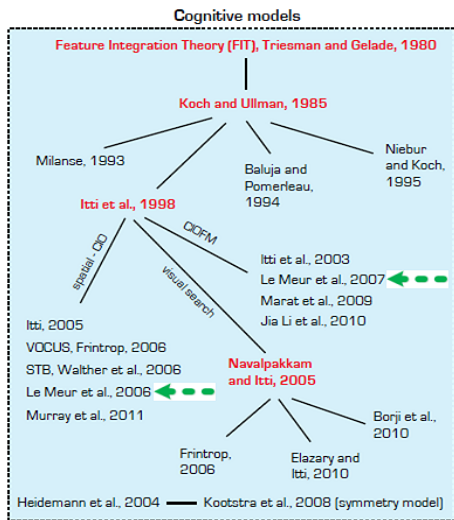 Cognitive models
Feature Integration Theory (FIT), Triesman and Gelade, 1980
Koch and Ullman, 1985
Milanse, 1993
Baluja and
Pomerleau,
1994
Niebur
and Koch,
1995
Itti et al., 1998
spatial - CIO
visual search
CIOFM
Itti et al., 2003
Le Meur et al., 2007
Marat et al., 2009
Jia Li et al., 2010
Itti, 2005
VOCUS, Frintrop, 2006
STB, Walther et al., 2006
Le Meur et al., 2006
Murray et al., 2011
Navalpakkam
and Itti, 2005
Frintrop,
2006
Elazary and
Itti, 2010
Borji et al.,
2010
Heidemann et al., 2004
Kootstra et al., 2008 (symmetry model)